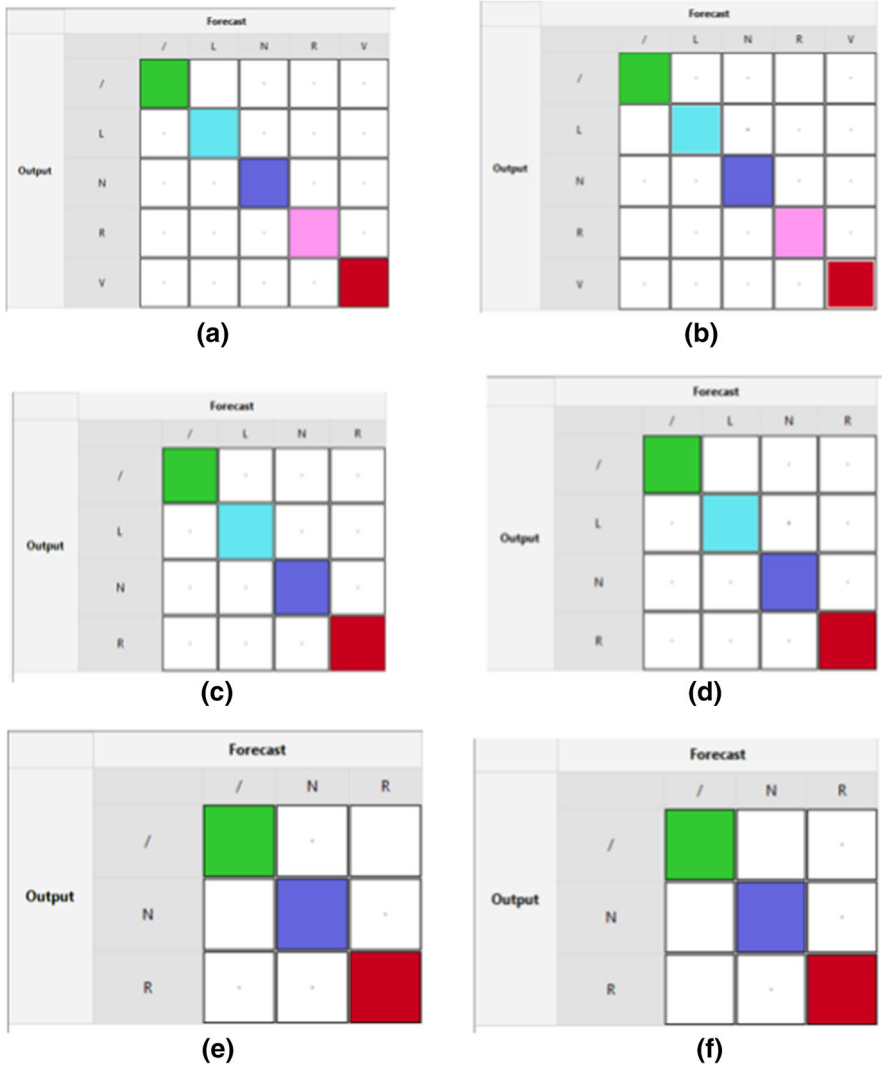 Forecast
/ L N R V
/
L
Output
N
R
V
(a)
Forecast
/ L N R V
/
L
Output
N
R
V
(b)
Forecast
/ L N R
/
L
Output
N
R
(c)
Forecast
/ L N R
/
L
Output
N
R
(d)
Forecast
/ N R
/
Output
N
R
(e)
Forecast
/ N R
/
Output
N
R
(f)